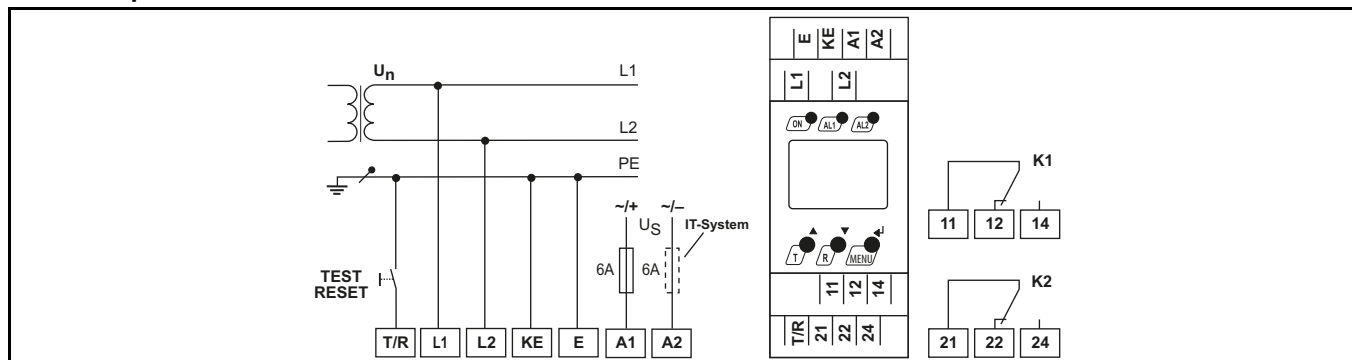 Un
L1
L2
PE
~/+ ~/–
US IT-System
6A 6A
TEST
RESET
T/R L1 L2 KE E A1 A2
E KE A1 A2
L1 L2
ON AL1 AL2
T R MENU
11 12 14
T/R 21 22 24
K1
11 12 14
K2
21 22 24